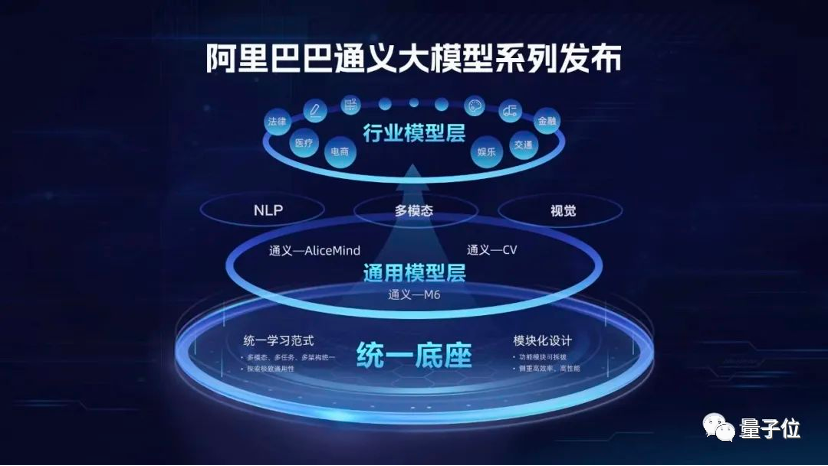 阿里巴巴通义大模型系列发布
法律
金融
行业模型层
医疗
电商
娱乐
交通
NLP
多模态
视觉
通义—AliceMind
通义—CV
通用模型层
通义—M6
统一学习范式
模块化设计
统一底座
• 多模态、多任务、多架构统一
• 探索极致通用性
• 功能模块可拆拔
• 侧重高效率、高性能
量子位